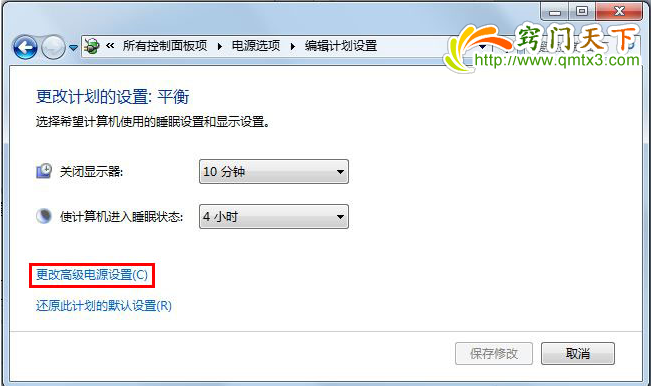 窍门天下
http://www.qmtx3.com
« 所有控制面板项 ▸ 电源选项 ▸ 编辑计划设置
更改计划的设置: 平衡
选择希望计算机使用的睡眠设置和显示设置。
关闭显示器: 10 分钟
使计算机进入睡眠状态: 4 小时
更改高级电源设置(C)
还原此计划的默认设置(R)
保存修改 取消